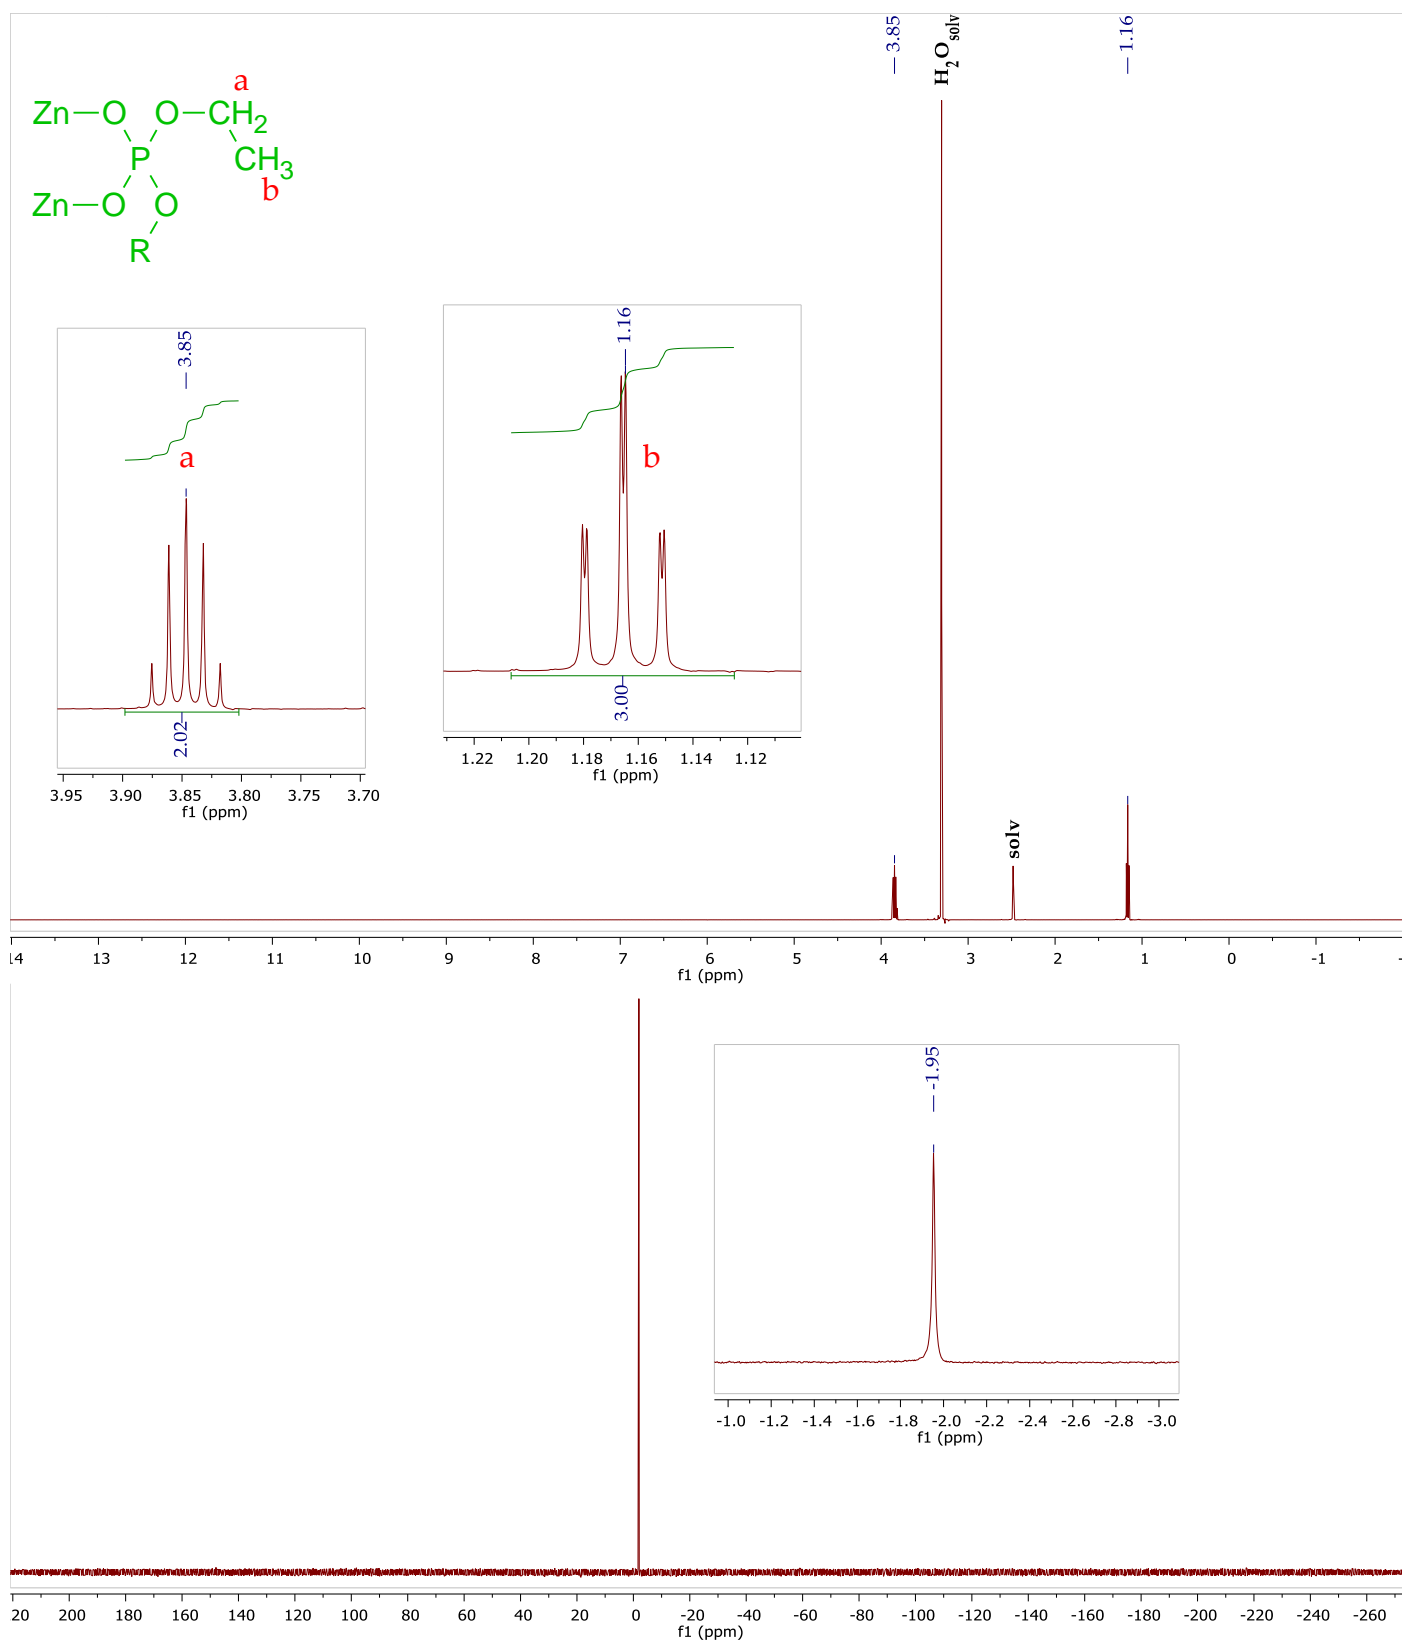 3.85
H2Osolv
1.16
a
Zn
O
O
CH2
P
CH3
b
Zn
O
O
R
3.85
a
2.02
3.95 3.90 3.85 3.80 3.75 3.70
f1 (ppm)
1.16
b
3.00
1.22 1.20 1.18 1.16 1.14 1.12
f1 (ppm)
solv
14 13 12 11 10 9 8 7 6 5 4 3 2 1 0 -1
f1 (ppm)
-1.95
-1.0 -1.2 -1.4 -1.6 -1.8 -2.0 -2.2 -2.4 -2.6 -2.8 -3.0
f1 (ppm)
20 200 180 160 140 120 100 80 60 40 20 0 -20 -40 -60 -80 -100 -120 -140 -160 -180 -200 -220 -240 -260
f1 (ppm)